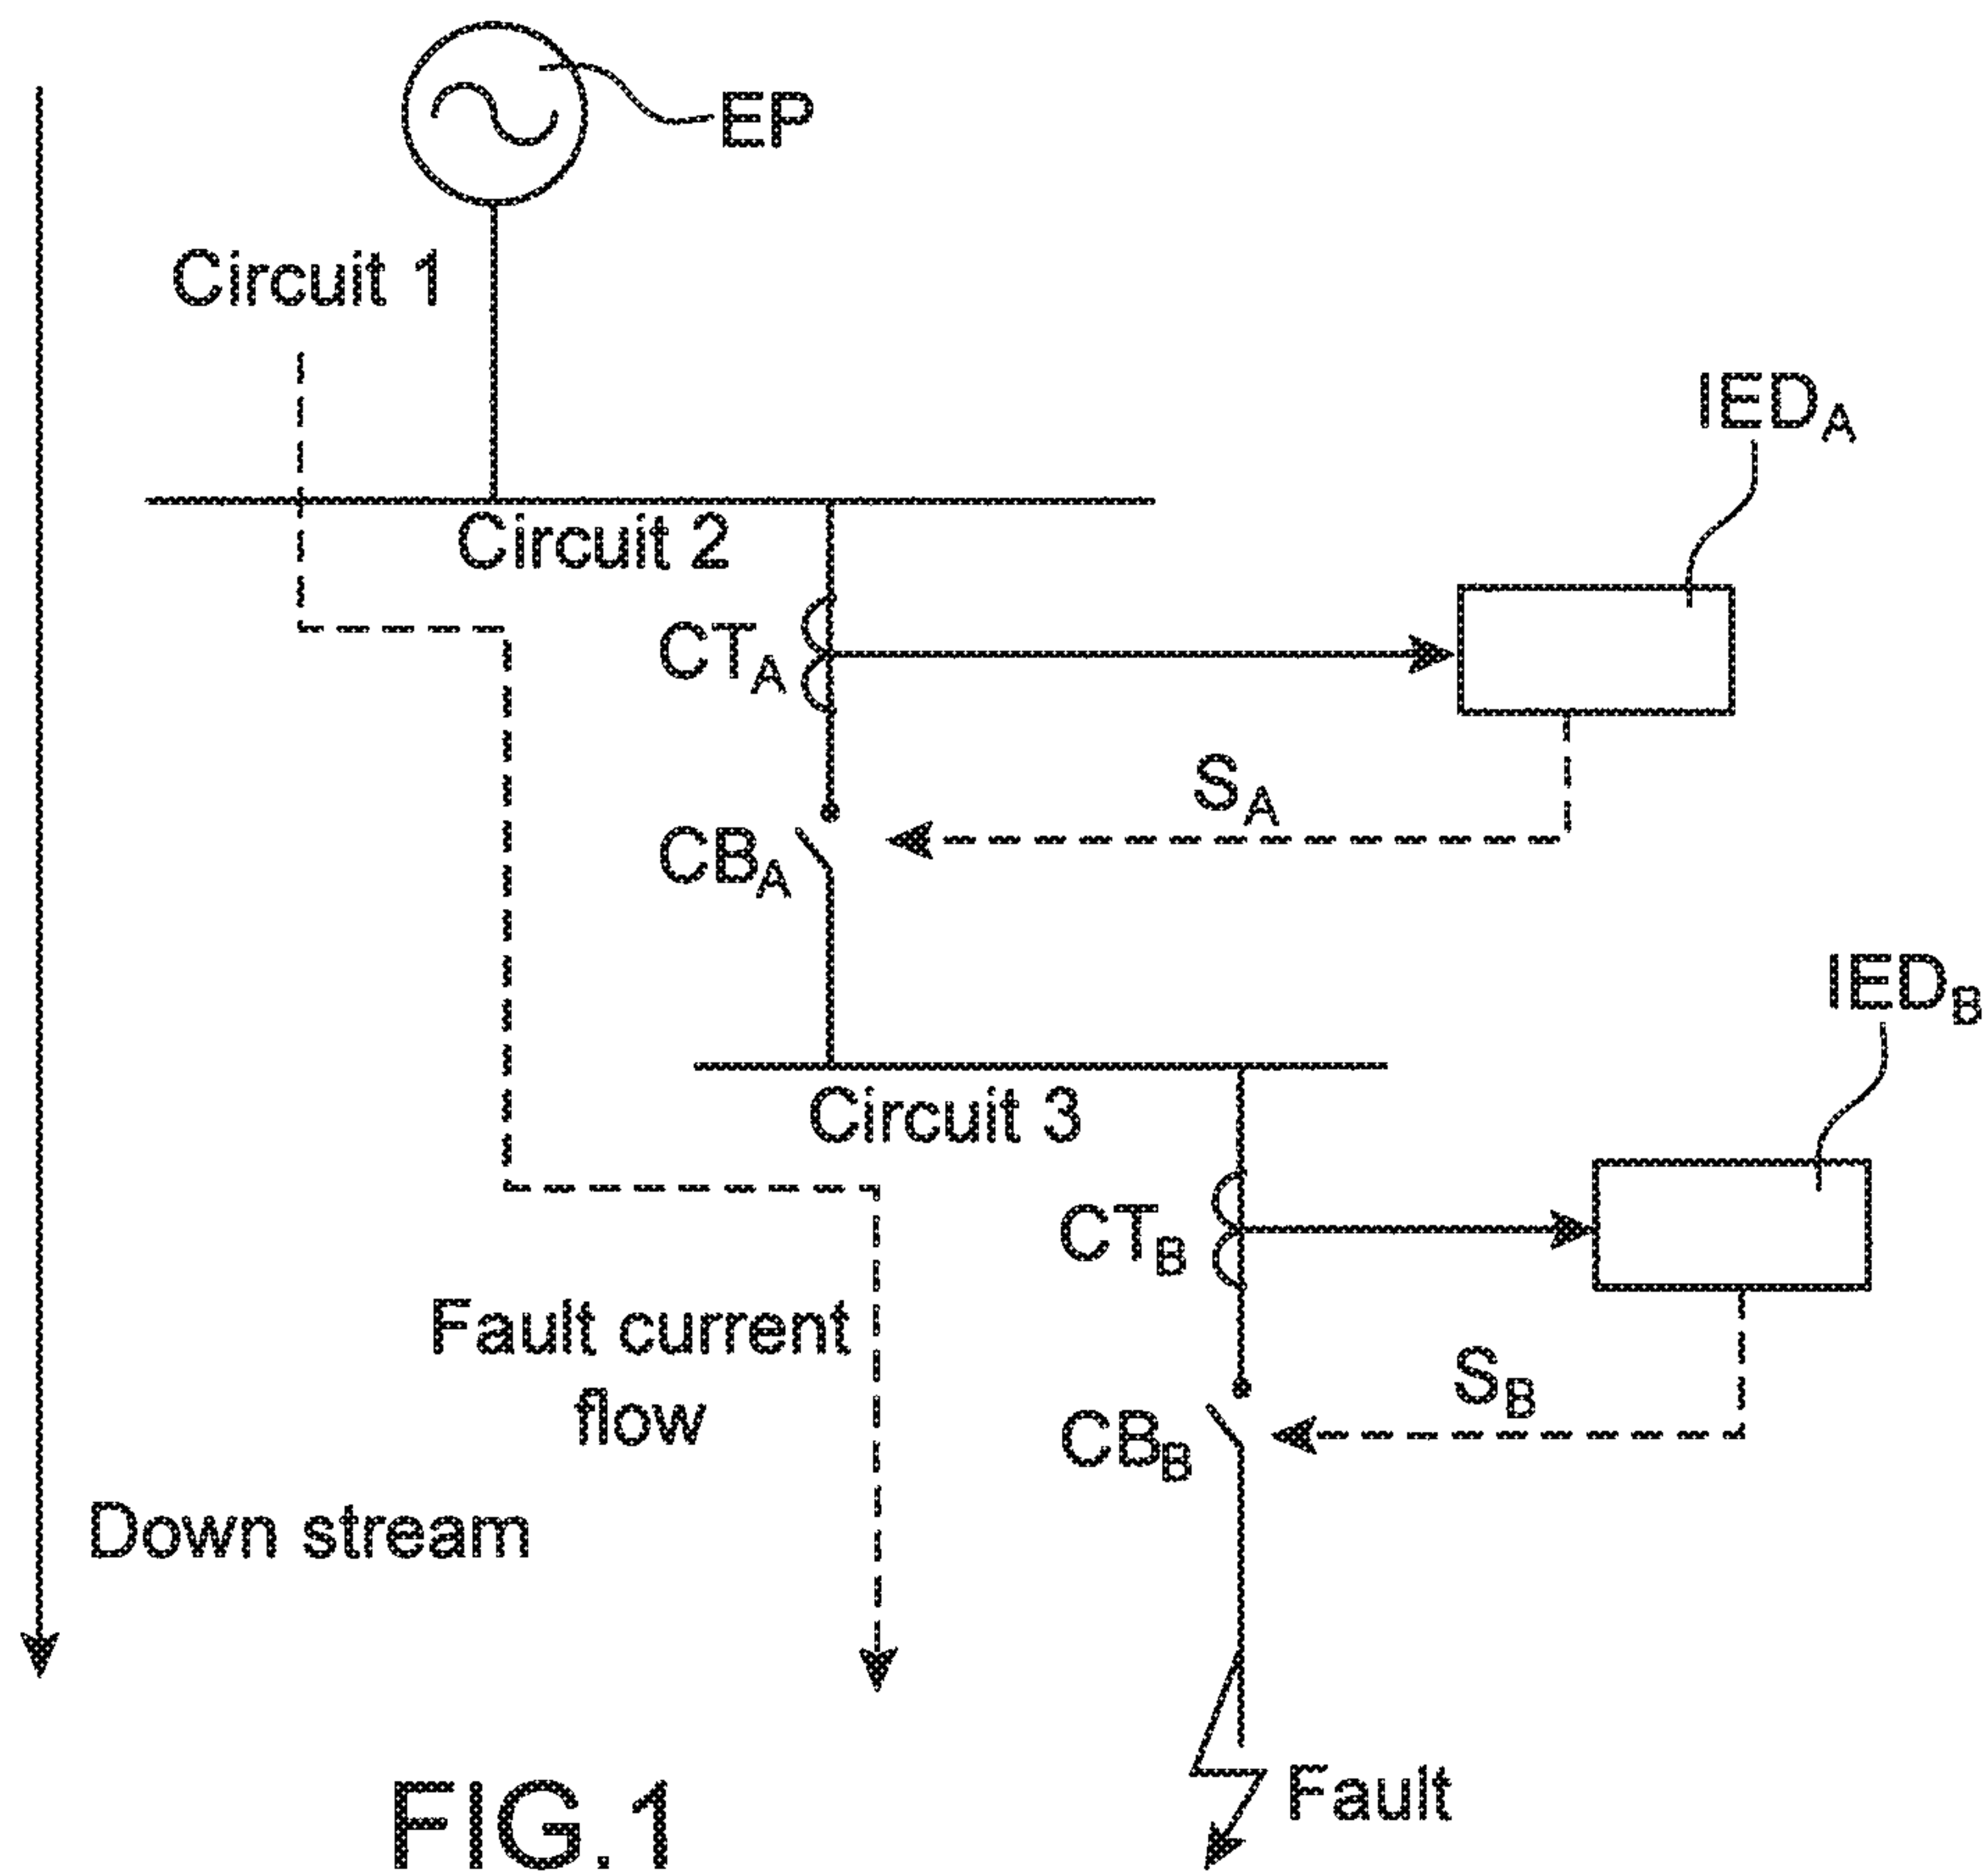 EP
Circuit 1
IEDA
Circuit 2
CTA
SA
CBA
IEDB
Circuit 3
CTB
Fault current
flow
SB
CBB
Down stream
Fault
FIG.1